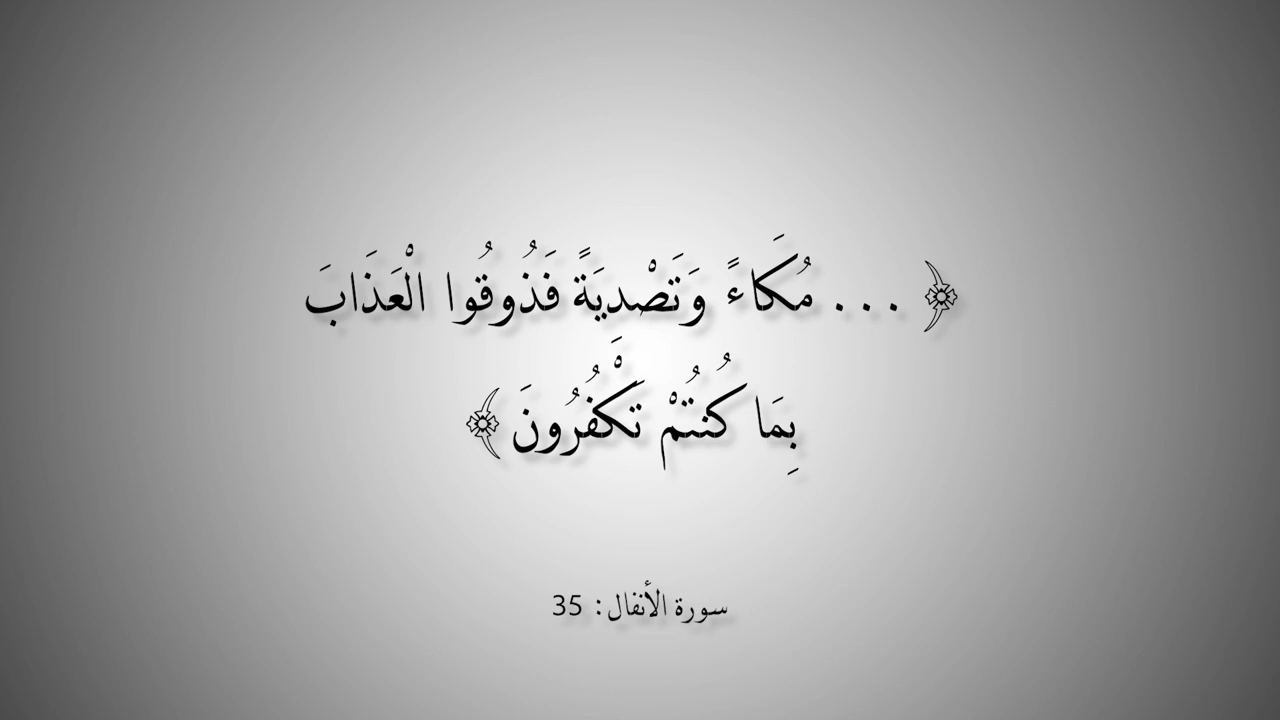 ﴿ ... مُكَاءً وَتَصْدِيَةً فَذُوقُوا الْعَذَابَ
بِمَا كُنتُمْ تَكْفُرُونَ ﴾
سورة الأنفال: 35